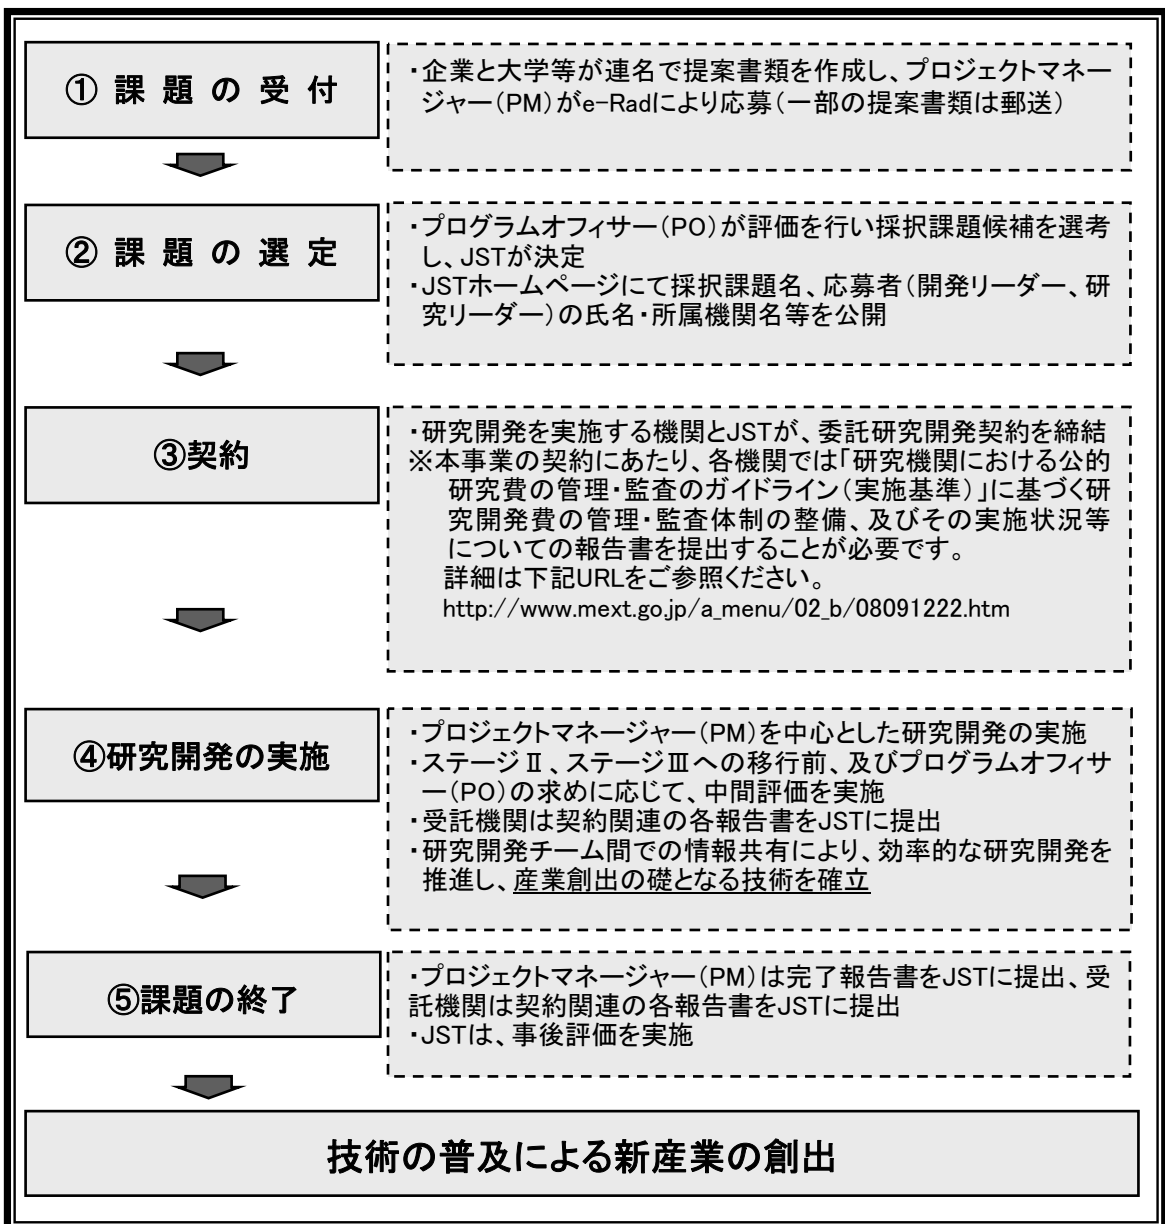 ① 課 題 の 受 付
・企業と大学等が連名で提案書類を作成し、プロジェクトマネー
ジャー(PM)がe-Radにより応募(一部の提案書類は郵送)
② 課 題 の 選 定
・プログラムオフィサー(PO)が評価を行い採択課題候補を選考
し、JSTが決定
・JSTホームページにて採択課題名、応募者(開発リーダー、研
究リーダー)の氏名・所属機関名等を公開
③契約
・研究開発を実施する機関とJSTが、委託研究開発契約を締結
※本事業の契約にあたり、各機関では「研究機関における公的
研究費の管理・監査のガイドライン(実施基準)」に基づく研
究開発費の管理・監査体制の整備、及びその実施状況等
についての報告書を提出することが必要です。
詳細は下記URLをご参照ください。
http://www.mext.go.jp/a_menu/02_b/08091222.htm
④研究開発の実施
・プロジェクトマネージャー(PM)を中心とした研究開発の実施
・ステージⅡ、ステージⅢへの移行前、及びプログラムオフィサ
ー(PO)の求めに応じて、中間評価を実施
・受託機関は契約関連の各報告書をJSTに提出
・研究開発チーム間での情報共有により、効率的な研究開発を
推進し、産業創出の礎となる技術を確立
⑤課題の終了
・プロジェクトマネージャー(PM)は完了報告書をJSTに提出、受
託機関は契約関連の各報告書をJSTに提出
・JSTは、事後評価を実施
技術の普及による新産業の創出